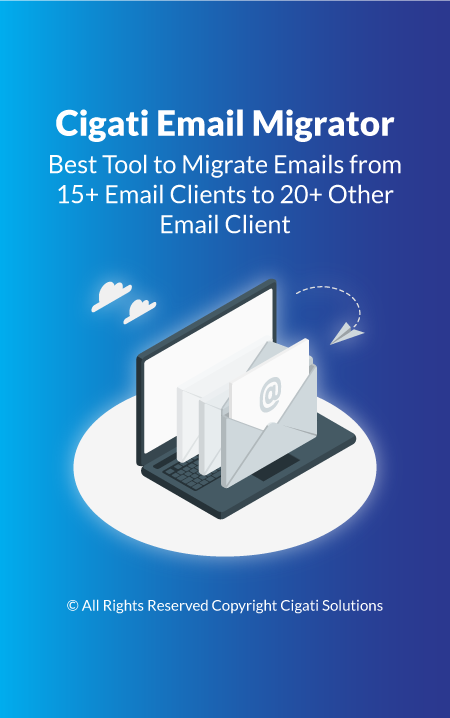 Cigati Email Migrator
Best Tool to Migrate Emails from
15+ Email Clients to 20+ Other
Email Client
@
© All Rights Reserved Copyright Cigati Solutions